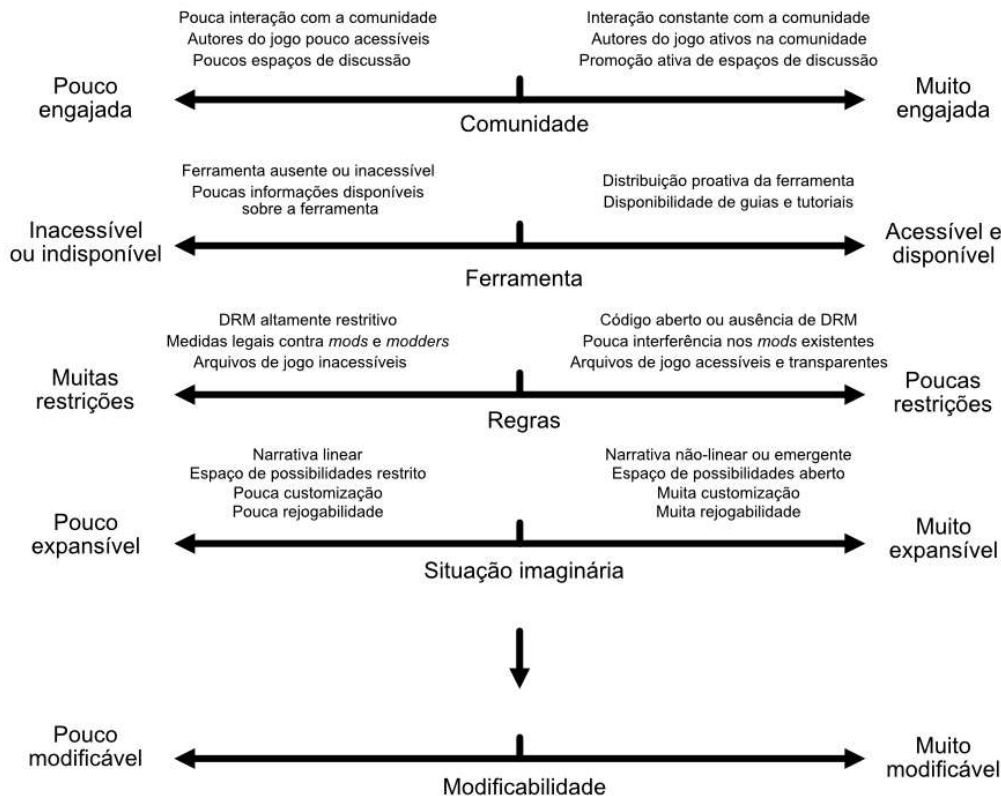 Pouca interação com a comunidade
Autores do jogo pouco acessíveis
Poucos espaços de discussão
Interação constante com a comunidade
Autores do jogo ativos na comunidade
Promoção ativa de espaços de discussão
Pouco
engajada
Muito
engajada
Comunidade
Ferramenta ausente ou inacessível
Poucas informações disponíveis
sobre a ferramenta
Distribuição proativa da ferramenta
Disponibilidade de guias e tutoriais
Inacessível
ou indisponível
Acessível e
disponível
Ferramenta
DRM altamente restritivo
Medidas legais contra mods e modders
Arquivos de jogo inacessíveis
Código aberto ou ausência de DRM
Pouca interferência nos mods existentes
Arquivos de jogo acessíveis e transparentes
Muitas
restrições
Poucas
restrições
Regras
Narrativa linear
Espaço de possibilidades restrito
Pouca customização
Pouca rejogabilidade
Narrativa não-linear ou emergente
Espaço de possibilidades aberto
Muita customização
Muita rejogabilidade
Pouco
expansível
Muito
expansível
Situação imaginária
Pouco
modificável
Muito
modificável
Modificabilidade